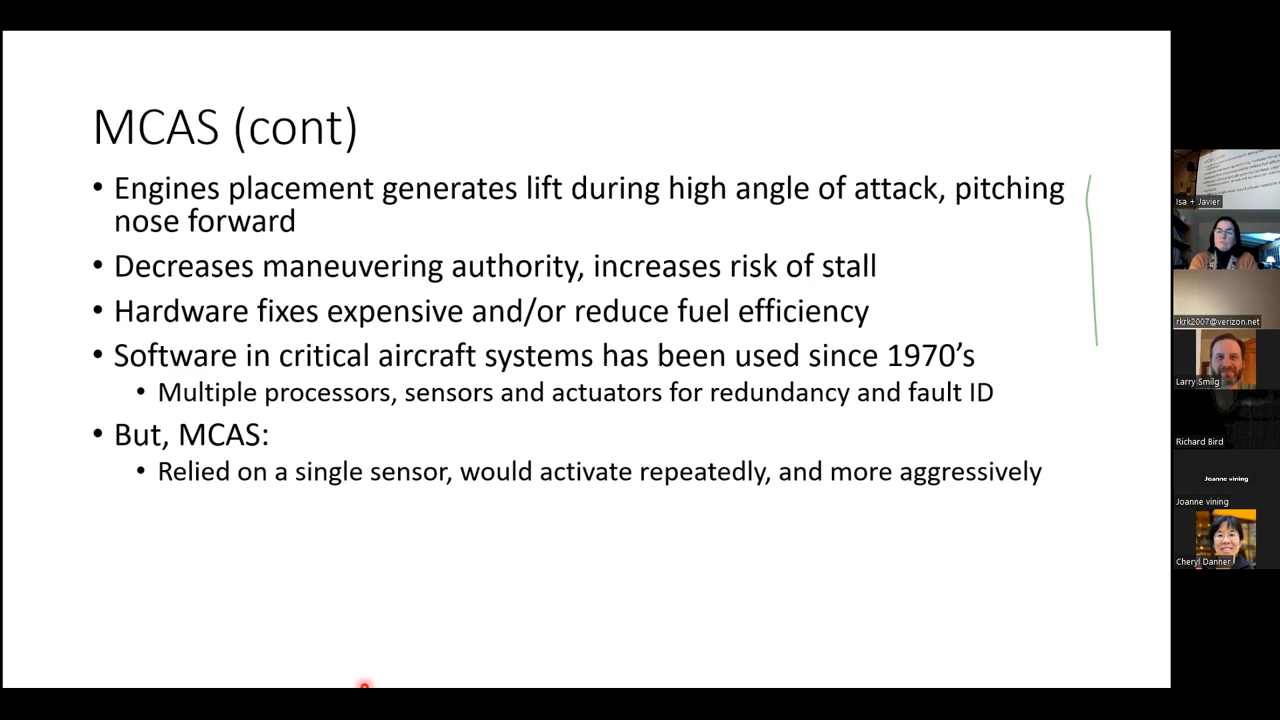 MCAS (cont)
• Engines placement generates lift during high angle of attack, pitching
nose forward
• Decreases maneuvering authority, increases risk of stall
• Hardware fixes expensive and/or reduce fuel efficiency
• Software in critical aircraft systems has been used since 1970’s
• Multiple processors, sensors and actuators for redundancy and fault ID
• But, MCAS:
• Relied on a single sensor, would activate repeatedly, and more aggressively
Isa + Javier
rkrk2007@verizon.net
Larry Smilg
Richard Bird
Joanne vining
Joanne vining
Cheryl Danner